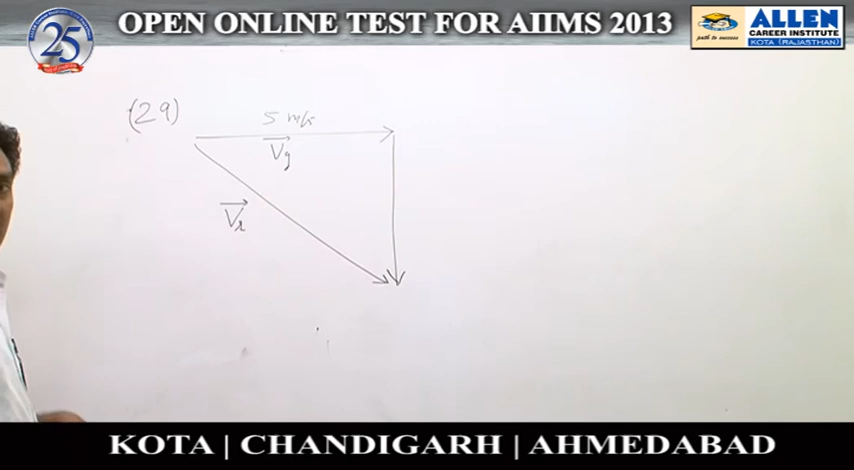 OPEN ONLINE TEST FOR AIIMS 2013
25
path to success
ALLEN
CAREER INSTITUTE
KOTA (RAJASTHAN)
(29)
5 m/s
V⃗g
V⃗r
KOTA | CHANDIGARH | AHMEDABAD